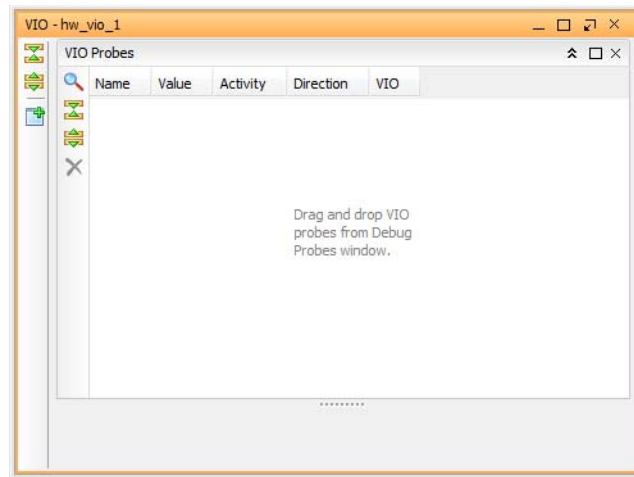 VIO - hw_vio_1
VIO Probes
Name Value Activity Direction VIO
Drag and drop VIO
probes from Debug
Probes window.